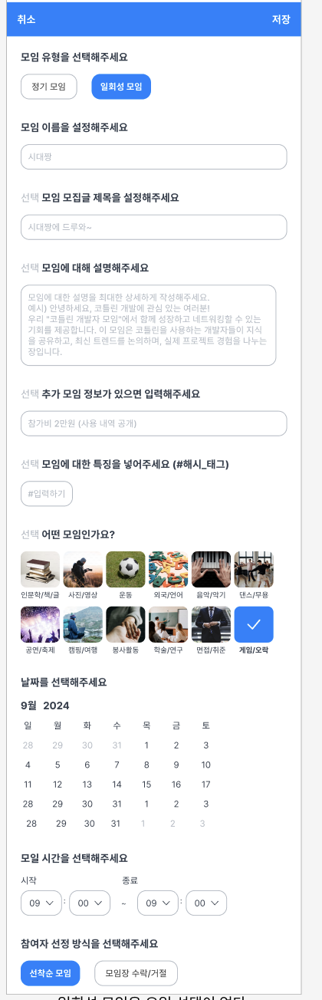 취소 저장
모임 유형을 선택해주세요
정기 모임 일회성 모임
모임 이름을 설정해주세요
시대짱
선택 모임 모집글 제목을 설정해주세요
시대짱에 드루와~
선택 모임에 대해 설명해주세요
모임에 대한 설명을 최대한 상세하게 작성해주세요.
예시) 안녕하세요, 코틀린 개발에 관심 있는 여러분!
우리 "코틀린 개발자 모임"에서 함께 성장하고 네트워킹할 수 있는
기회를 제공합니다. 이 모임은 코틀린을 사용하는 개발자들이 지식
을 공유하고, 최신 트렌드를 논의하며, 실제 프로젝트 경험을 나누는
장입니다.
선택 추가 모임 정보가 있으면 입력해주세요
참가비 2만원 (사용 내역 공개)
선택 모임에 대한 특징을 넣어주세요 (#해시_태그)
#입력하기
선택 어떤 모임인가요?
인문학/책/글 사진/영상 운동 외국/언어 음악/악기 댄스/무용
공연/축제 캠핑/여행 봉사활동 학술/연구 면접/취준 게임/오락
날짜를 선택해주세요
9월 2024
일 월 화 수 목 금 토
28 29 30 31 1 2 3
4 5 6 7 8 9 10
11 12 13 14 15 16 17
28 29 30 31 1 2 3
28 29 30 31 1 2 3
모일 시간을 선택해주세요
시작 종료
09 : 00 ~ 09 : 00
참여자 선정 방식을 선택해주세요
선착순 모임 모임장 수락/거절